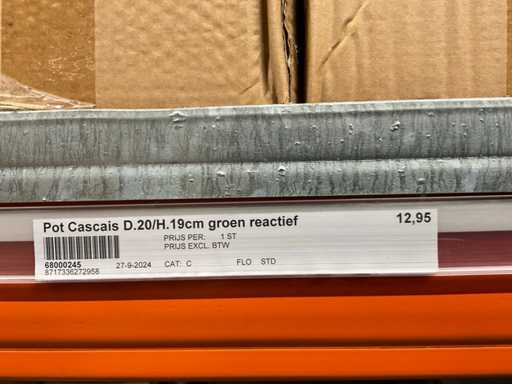 Pot Cascais D.20/H.19cm groen reactief 12,95
PRIJS PER: 1 ST
PRIJS EXCL. BTW
68000245 27-9-2024 CAT: C FLO STD
8717336272958